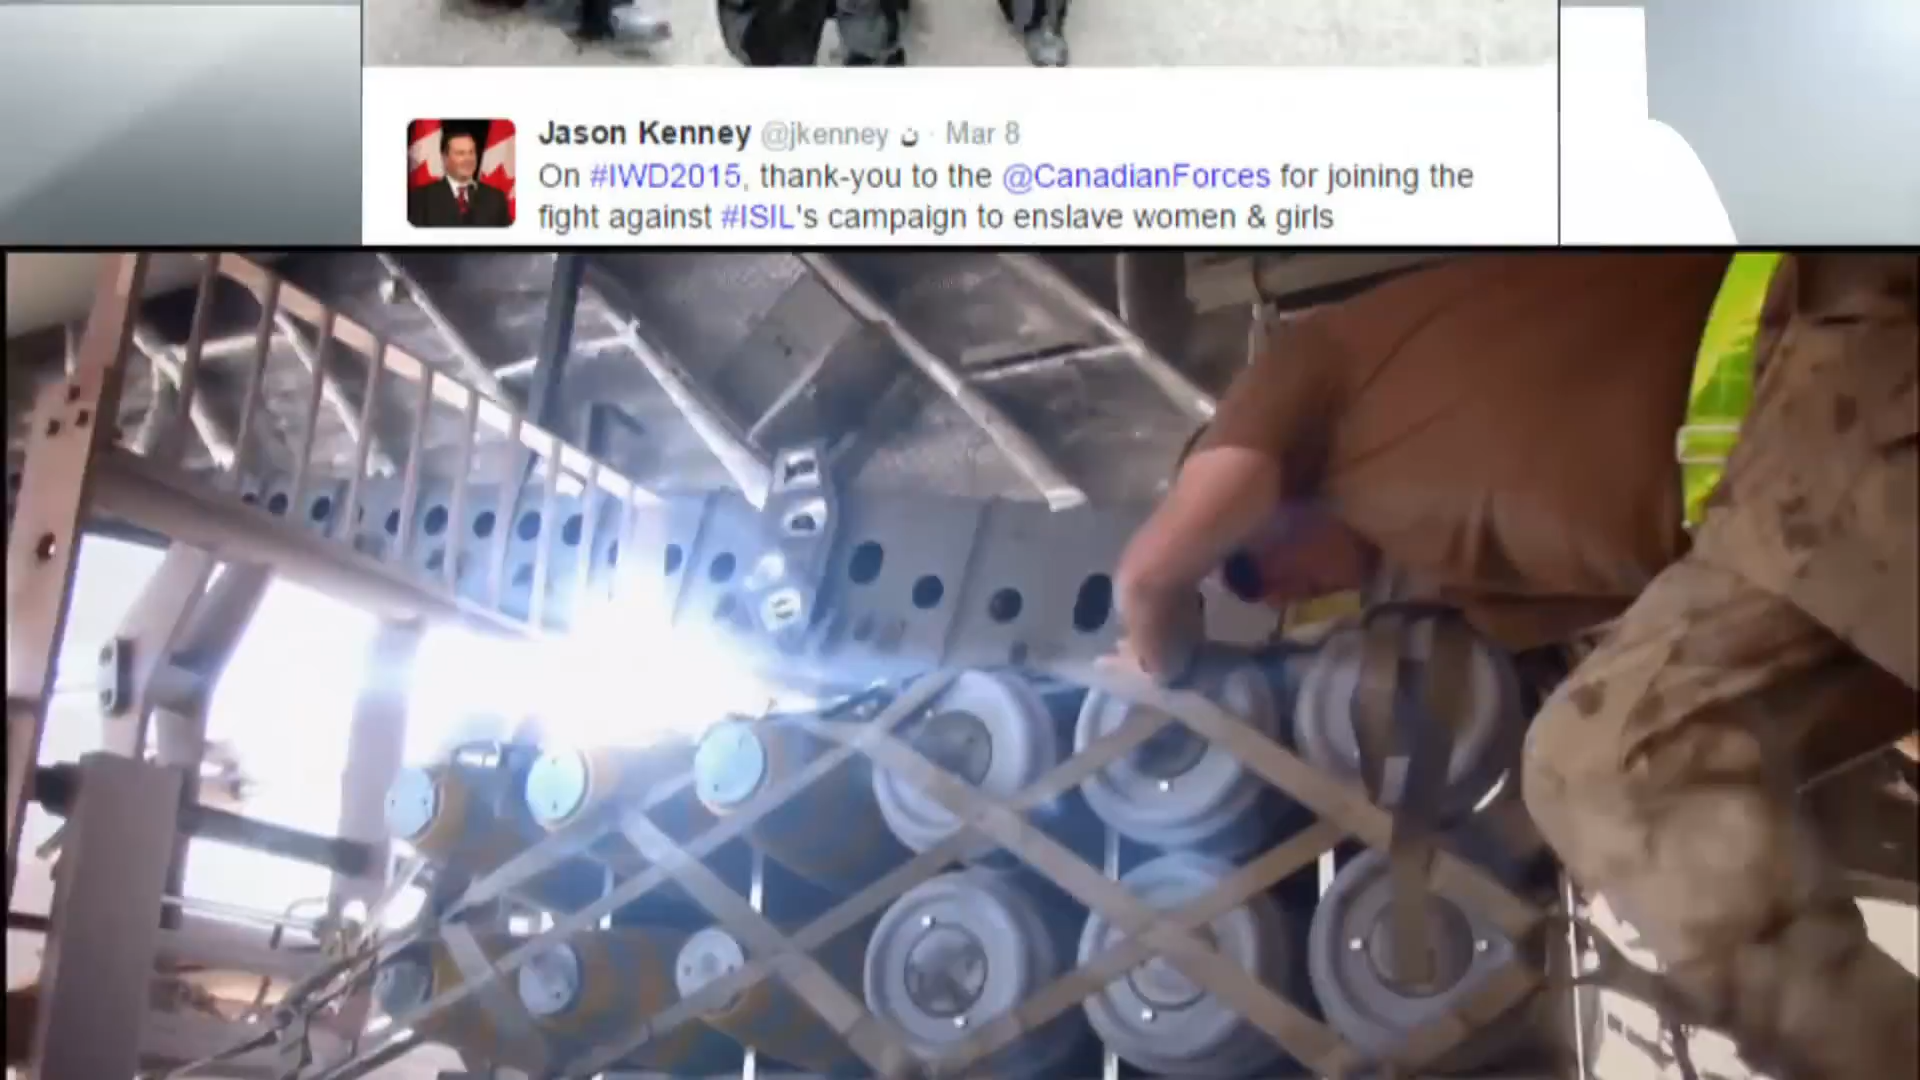 Jason Kenney @jkenney ن · Mar 8
On #IWD2015, thank-you to the @CanadianForces for joining the
fight against #ISIL's campaign to enslave women & girls